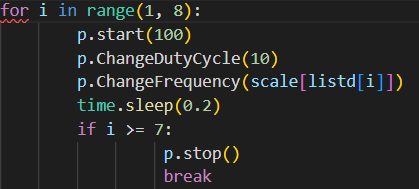 for i in range(1, 8):
        p.start(100)
        p.ChangeDutyCycle(10)
        p.ChangeFrequency(scale[listd[i]])
        time.sleep(0.2)
        if i >= 7:
                p.stop()
                break